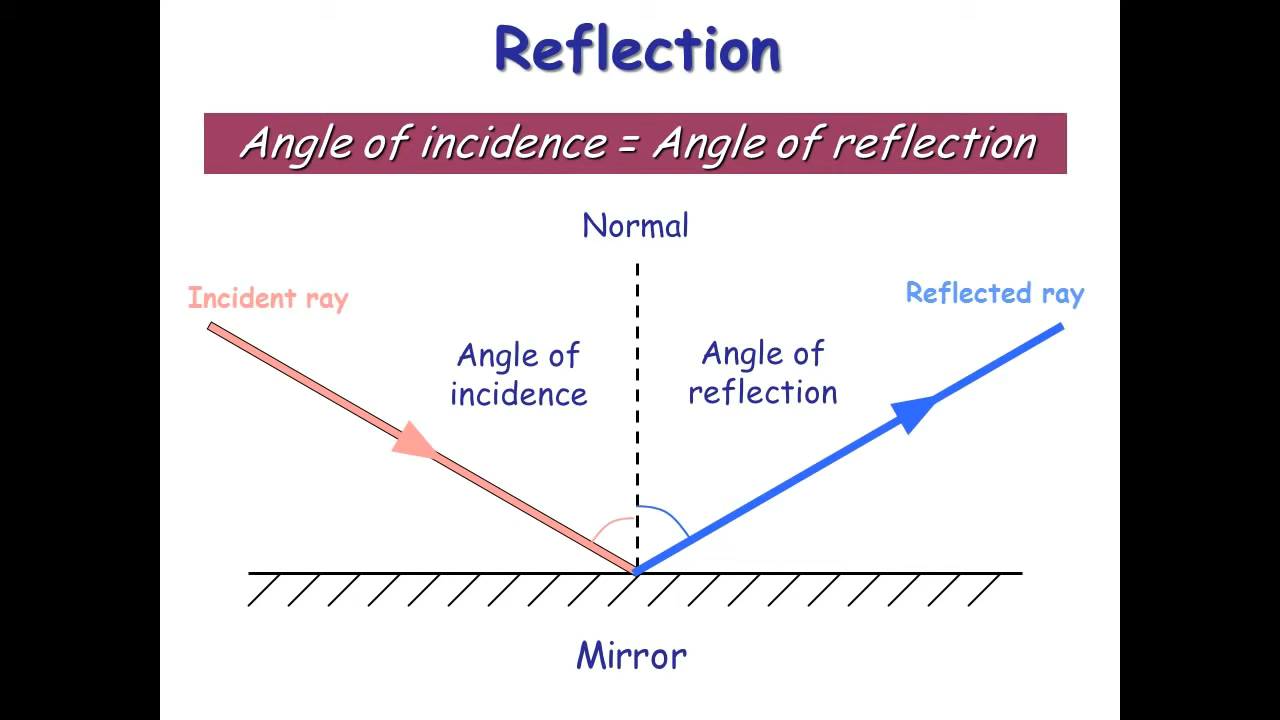 Reflection
Angle of incidence = Angle of reflection
Normal
Incident ray
Reflected ray
Angle of
incidence
Angle of
reflection
Mirror